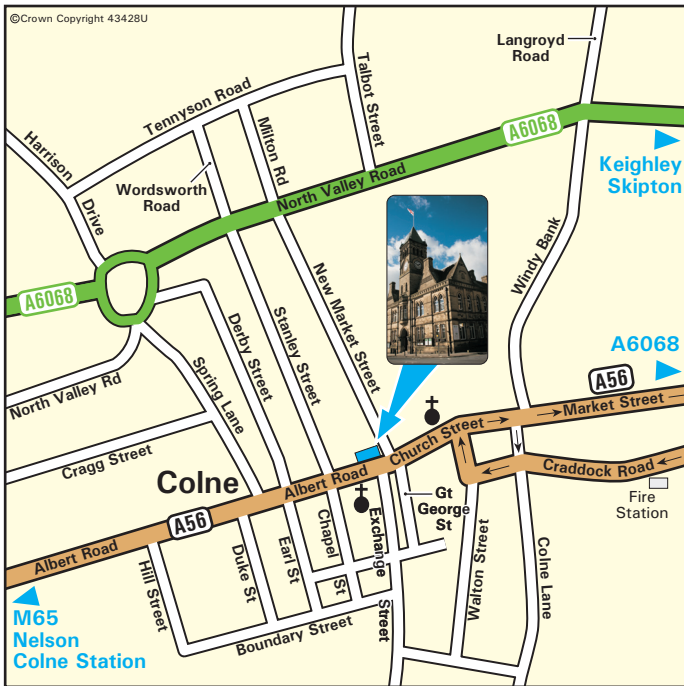 ©Crown Copyright 43428U
Langroyd
Road
Talbot Street
Tennyson Road
Harrison
Drive
Milton Rd
A6068
Keighley
Skipton
Wordsworth
Road
North Valley Road
A6068
Windy Bank
New Market Street
Stanley Street
Derby Street
Spring Lane
North Valley Rd
A6068
A56
Market Street
Church Street
Cragg Street
Colne
Albert Road
Craddock Road
Fire
Station
Gt
George
St
A56
Albert Road
Exchange
Street
Chapel
St
Earl St
Duke St
Hill Street
Walton Street
Colne Lane
Boundary Street
M65
Nelson
Colne Station